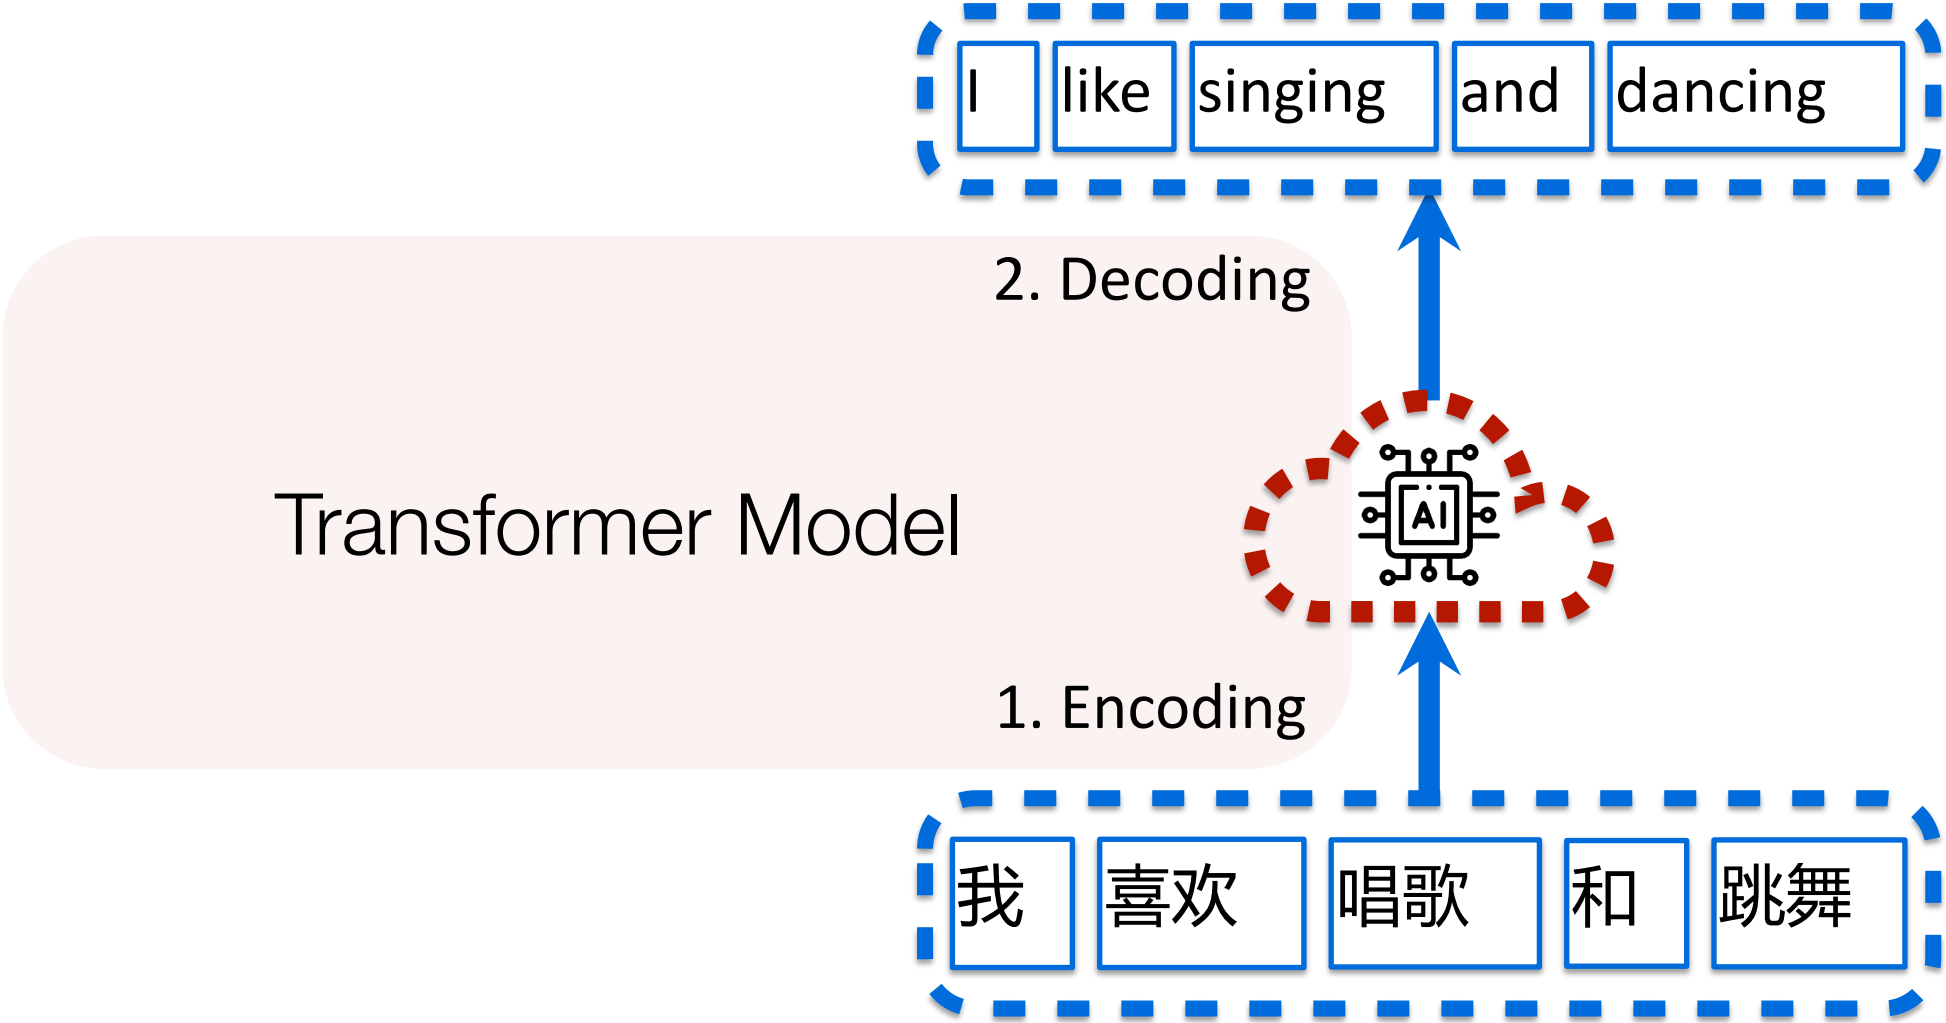 I like singing and dancing
2. Decoding
Transformer Model
AI
1. Encoding
我 喜欢 唱歌 和 跳舞